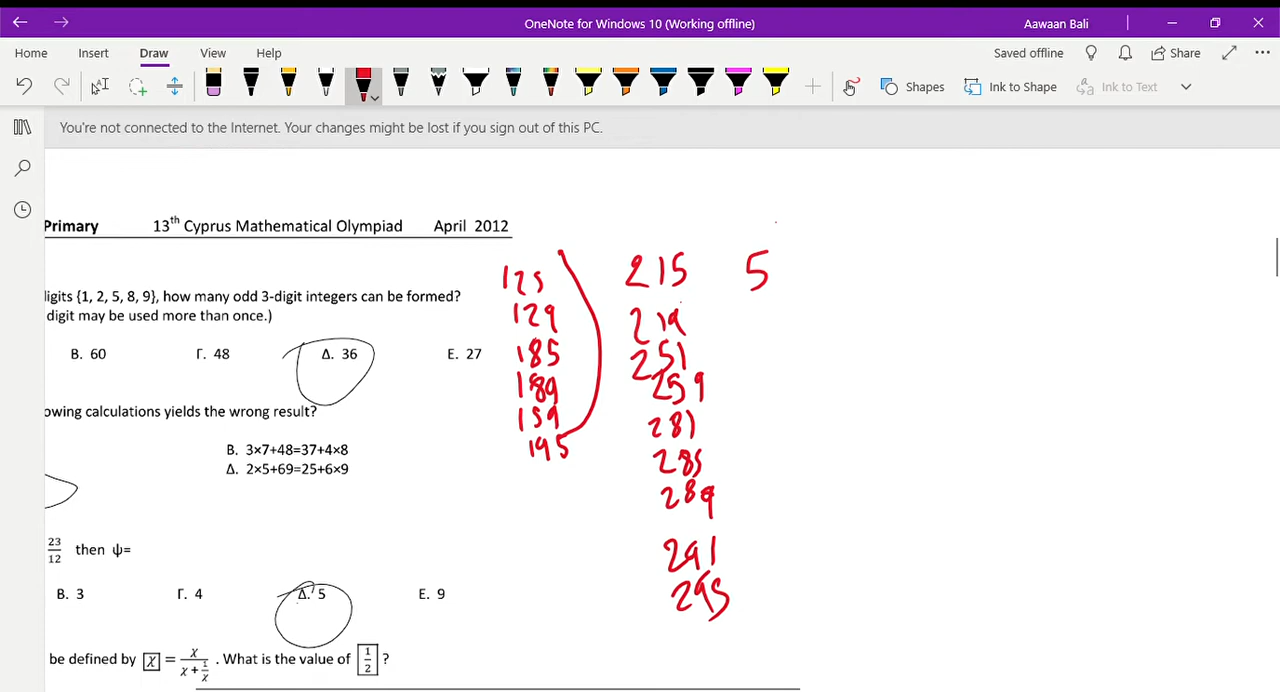 OneNote for Windows 10 (Working offline)
Aawaan Bali
Home Insert Draw View Help
Saved offline
Share
Shapes
Ink to Shape
Ink to Text
You're not connected to the Internet. Your changes might be lost if you sign out of this PC.
Primary 13th Cyprus Mathematical Olympiad April 2012
digits {1, 2, 5, 8, 9}, how many odd 3-digit integers can be formed?
digit may be used more than once.)
B. 60 Γ. 48 Δ. 36 E. 27
owing calculations yields the wrong result?
B. 3×7+48=37+4×8
Δ. 2×5+69=25+6×9
23/12 then ψ=
B. 3 Γ. 4 Δ. 5 E. 9
be defined by [χ] = χ/(χ+1/χ) . What is the value of [1/2] ?
125
129
185
189
159
195
215
219
251
259
281
285
289
291
295
5